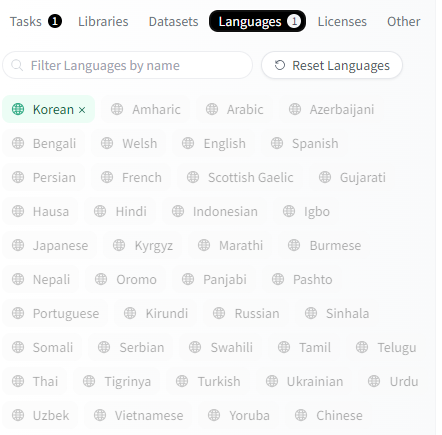 Tasks 1 Libraries Datasets Languages 1 Licenses Other
Filter Languages by name Reset Languages
Korean × Amharic Arabic Azerbaijani
Bengali Welsh English Spanish
Persian French Scottish Gaelic Gujarati
Hausa Hindi Indonesian Igbo
Japanese Kyrgyz Marathi Burmese
Nepali Oromo Panjabi Pashto
Portuguese Kirundi Russian Sinhala
Somali Serbian Swahili Tamil Telugu
Thai Tigrinya Turkish Ukrainian Urdu
Uzbek Vietnamese Yoruba Chinese